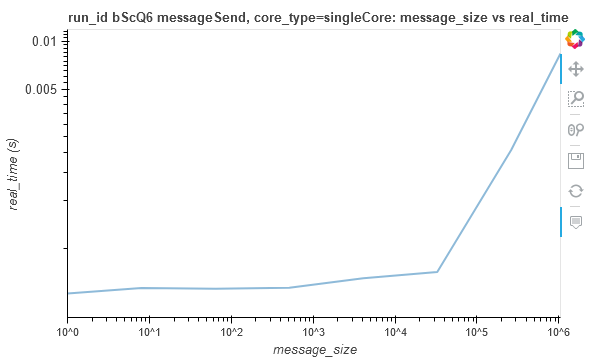 run_id bScQ6 messageSend, core_type=singleCore: message_size vs real_time
0.01
0.005
real_time (s)
10^0 10^1 10^2 10^3 10^4 10^5 10^6
message_size